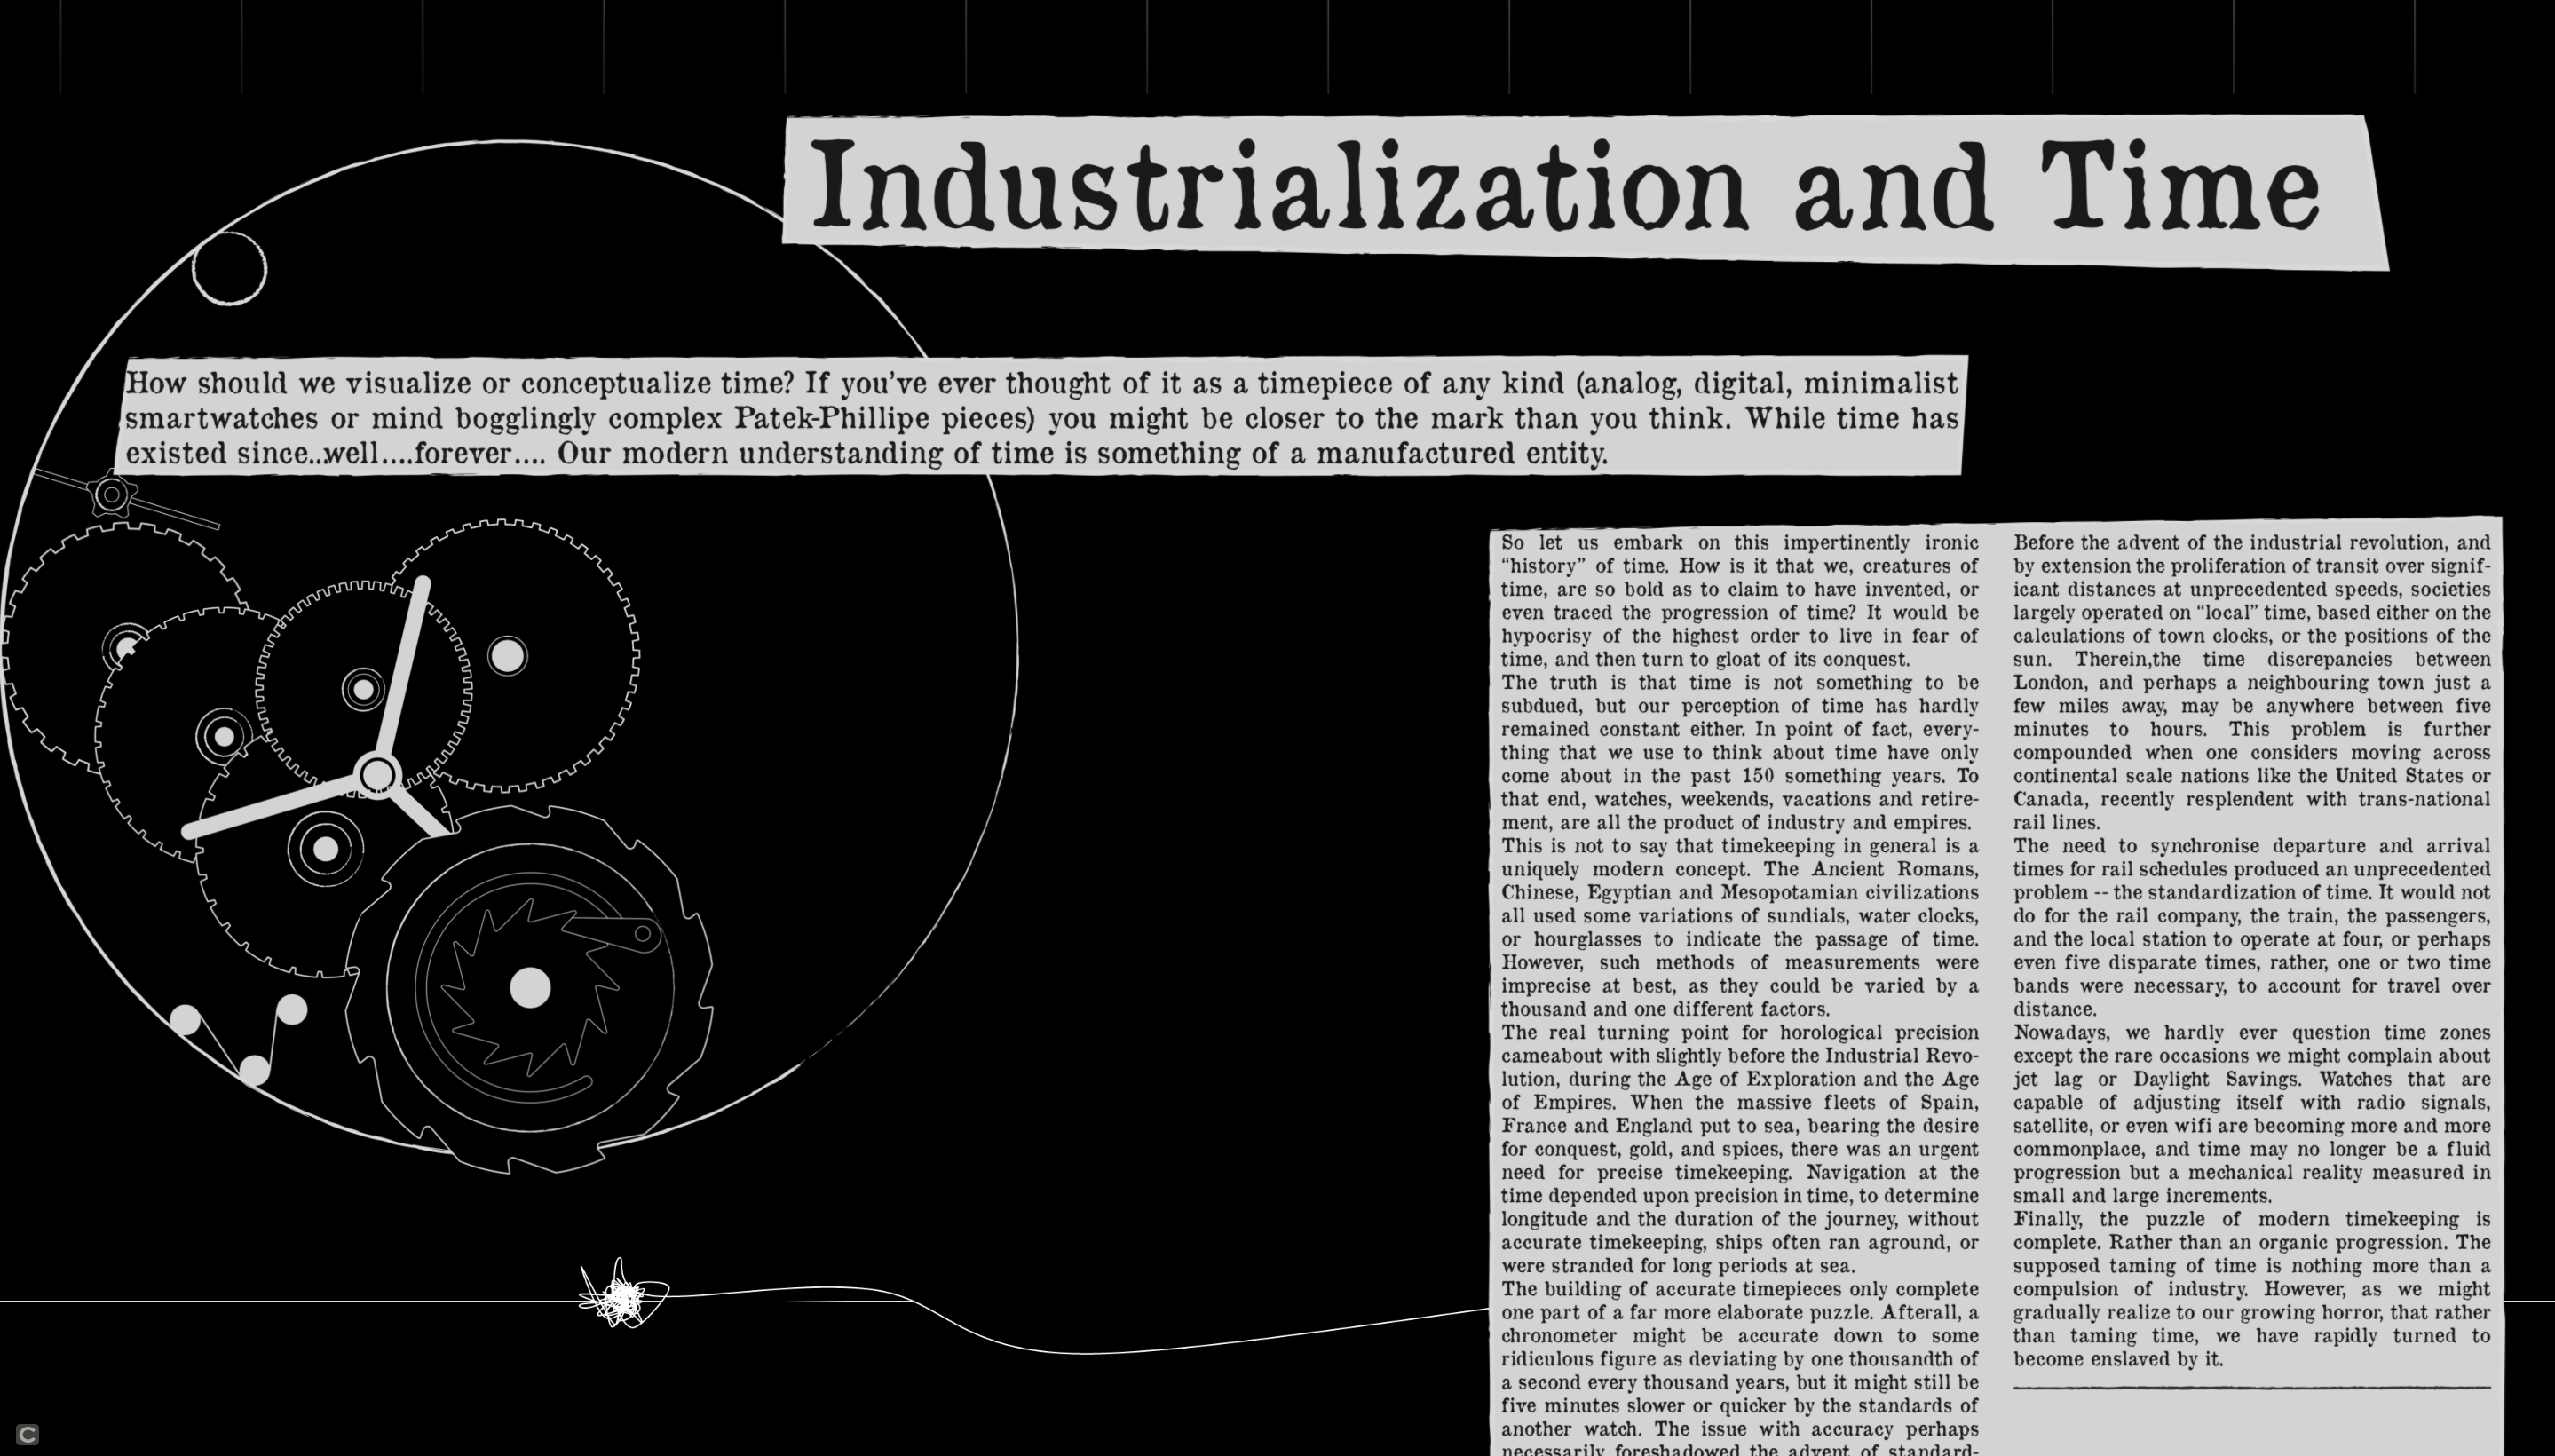 Industrialization and Time
How should we visualize or conceptualize time? If you've ever thought of it as a timepiece of any kind (analog, digital, minimalist
smartwatches or mind bogglingly complex Patek-Phillipe pieces) you might be closer to the mark than you think. While time has
existed since..well....forever.... Our modern understanding of time is something of a manufactured entity.
So let us embark on this impertinently ironic
“history” of time. How is it that we, creatures of
time, are so bold as to claim to have invented, or
even traced the progression of time? It would be
hypocrisy of the highest order to live in fear of
time, and then turn to gloat of its conquest.
The truth is that time is not something to be
subdued, but our perception of time has hardly
remained constant either. In point of fact, every-
thing that we use to think about time have only
come about in the past 150 something years. To
that end, watches, weekends, vacations and retire-
ment, are all the product of industry and empires.
This is not to say that timekeeping in general is a
uniquely modern concept. The Ancient Romans,
Chinese, Egyptian and Mesopotamian civilizations
all used some variations of sundials, water clocks,
or hourglasses to indicate the passage of time.
However, such methods of measurements were
imprecise at best, as they could be varied by a
thousand and one different factors.
The real turning point for horological precision
cameabout with slightly before the Industrial Revo-
lution, during the Age of Exploration and the Age
of Empires. When the massive fleets of Spain,
France and England put to sea, bearing the desire
for conquest, gold, and spices, there was an urgent
need for precise timekeeping. Navigation at the
time depended upon precision in time, to determine
longitude and the duration of the journey, without
accurate timekeeping, ships often ran aground, or
were stranded for long periods at sea.
The building of accurate timepieces only complete
one part of a far more elaborate puzzle. Afterall, a
chronometer might be accurate down to some
ridiculous figure as deviating by one thousandth of
a second every thousand years, but it might still be
five minutes slower or quicker by the standards of
another watch. The issue with accuracy perhaps
necessarily foreshadowed the advent of standard-
Before the advent of the industrial revolution, and
by extension the proliferation of transit over signif-
icant distances at unprecedented speeds, societies
largely operated on “local” time, based either on the
calculations of town clocks, or the positions of the
sun. Therein,the time discrepancies between
London, and perhaps a neighbouring town just a
few miles away, may be anywhere between five
minutes to hours. This problem is further
compounded when one considers moving across
continental scale nations like the United States or
Canada, recently resplendent with trans-national
rail lines.
The need to synchronise departure and arrival
times for rail schedules produced an unprecedented
problem -- the standardization of time. It would not
do for the rail company, the train, the passengers,
and the local station to operate at four, or perhaps
even five disparate times, rather, one or two time
bands were necessary, to account for travel over
distance.
Nowadays, we hardly ever question time zones
except the rare occasions we might complain about
jet lag or Daylight Savings. Watches that are
capable of adjusting itself with radio signals,
satellite, or even wifi are becoming more and more
commonplace, and time may no longer be a fluid
progression but a mechanical reality measured in
small and large increments.
Finally, the puzzle of modern timekeeping is
complete. Rather than an organic progression. The
supposed taming of time is nothing more than a
compulsion of industry. However, as we might
gradually realize to our growing horror, that rather
than taming time, we have rapidly turned to
become enslaved by it.
C